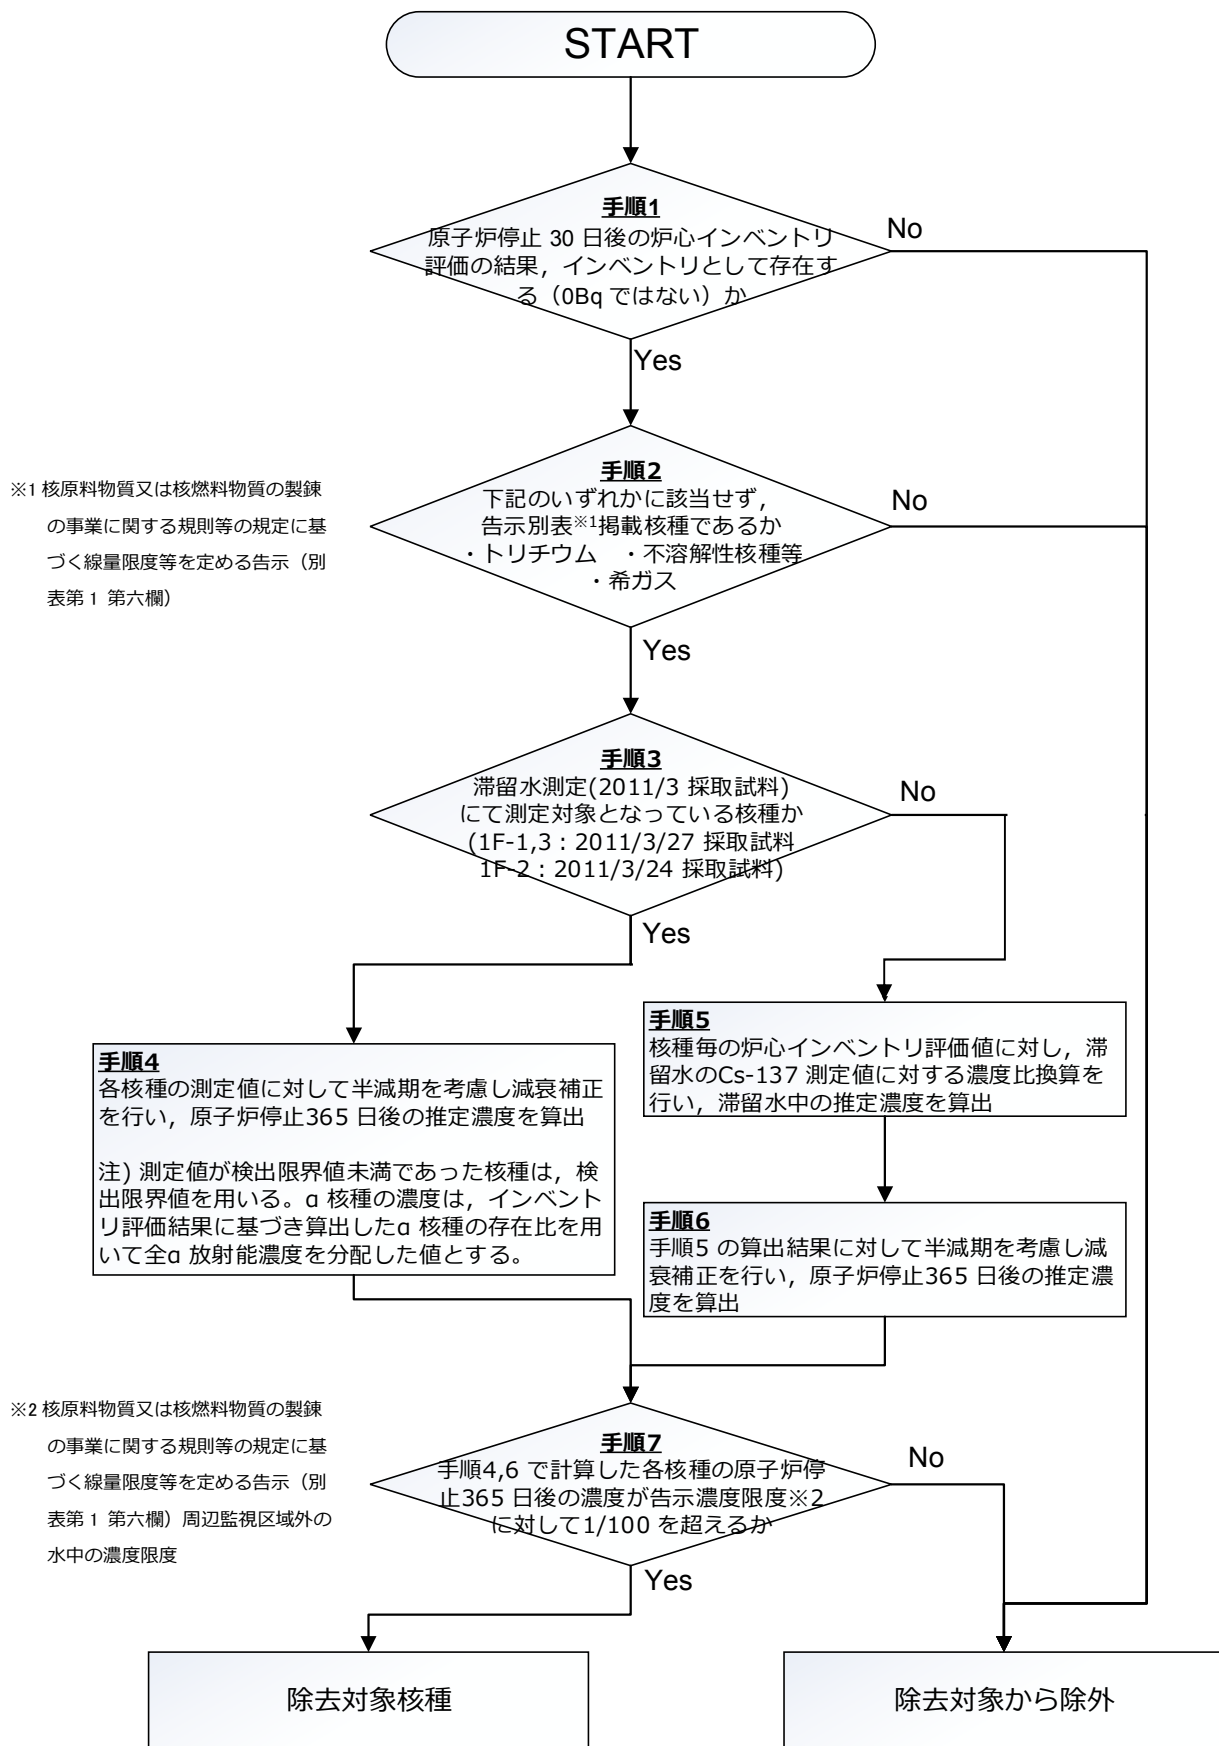 START
手順1
原子炉停止 30 日後の炉心インベントリ
評価の結果，インベントリとして存在す
る（0Bq ではない）か
No
Yes
手順2
下記のいずれかに該当せず，
告示別表※1掲載核種であるか
・トリチウム　・不溶解性核種等
・希ガス
No
Yes
※1 核原料物質又は核燃料物質の製錬
の事業に関する規則等の規定に基
づく線量限度等を定める告示（別
表第 1 第六欄）
手順3
滞留水測定(2011/3 採取試料)
にて測定対象となっている核種か
(1F-1,3：2011/3/27 採取試料
1F-2：2011/3/24 採取試料)
No
Yes
手順4
各核種の測定値に対して半減期を考慮し減衰補正
を行い，原子炉停止365 日後の推定濃度を算出
注) 測定値が検出限界値未満であった核種は，検
出限界値を用いる。α 核種の濃度は，インベント
リ評価結果に基づき算出したα 核種の存在比を用
いて全α 放射能濃度を分配した値とする。
手順5
核種毎の炉心インベントリ評価値に対し，滞
留水のCs-137 測定値に対する濃度比換算を
行い，滞留水中の推定濃度を算出
手順6
手順5 の算出結果に対して半減期を考慮し減
衰補正を行い，原子炉停止365 日後の推定濃
度を算出
※2 核原料物質又は核燃料物質の製錬
の事業に関する規則等の規定に基
づく線量限度等を定める告示（別
表第 1 第六欄）周辺監視区域外の
水中の濃度限度
手順7
手順4,6 で計算した各核種の原子炉停
止365 日後の濃度が告示濃度限度※2
に対して1/100 を超えるか
No
Yes
除去対象核種
除去対象から除外